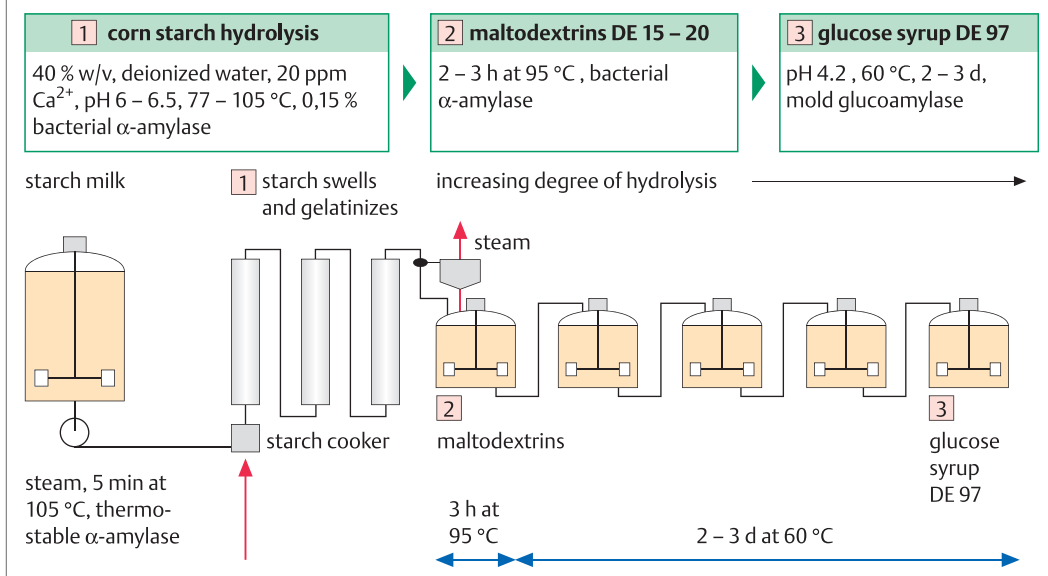 1 corn starch hydrolysis
40 % w/v, deionized water, 20 ppm
Ca²⁺, pH 6 – 6.5, 77 – 105 °C, 0,15 %
bacterial α-amylase
2 maltodextrins DE 15 – 20
2 – 3 h at 95 °C , bacterial
α-amylase
3 glucose syrup DE 97
pH 4.2 , 60 °C, 2 – 3 d,
mold glucoamylase
starch milk
1 starch swells
and gelatinizes
increasing degree of hydrolysis
steam
starch cooker
2
maltodextrins
3
glucose
syrup
DE 97
steam, 5 min at
105 °C, thermo-
stable α-amylase
3 h at
95 °C
2 – 3 d at 60 °C